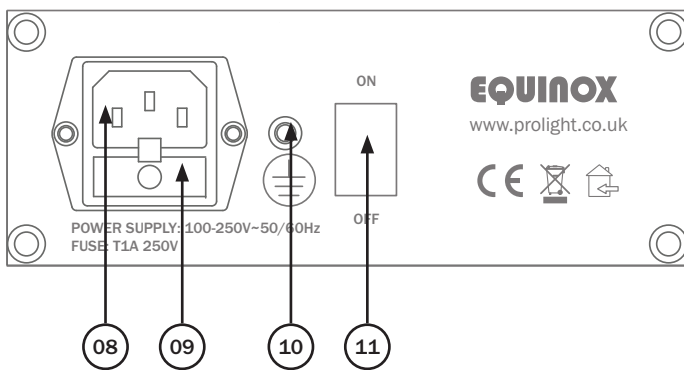 ON
EQUINOX
www.prolight.co.uk
CE
OFF
POWER SUPPLY: 100-250V~50/60Hz
FUSE: T1A 250V
08
09
10
11